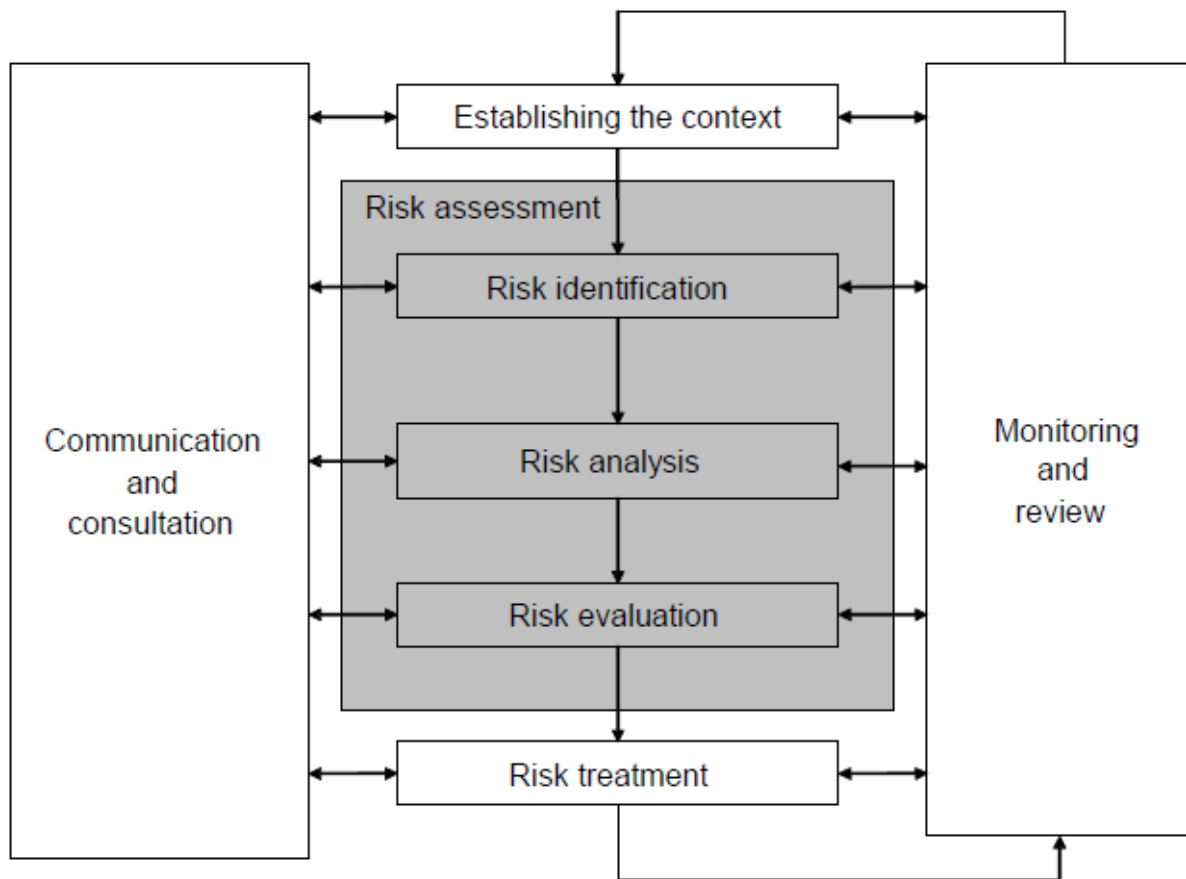 Establishing the context
Risk assessment
Risk identification
Communication
and
consultation
Risk analysis
Monitoring
and
review
Risk evaluation
Risk treatment